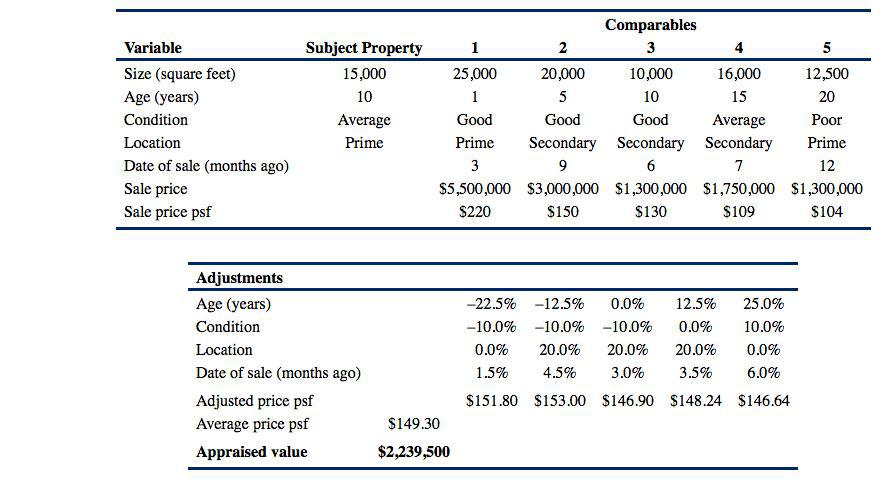 Comparables
Variable Subject Property 1 2 3 4 5
Size (square feet) 15,000 25,000 20,000 10,000 16,000 12,500
Age (years) 10 1 5 10 15 20
Condition Average Good Good Good Average Poor
Location Prime Prime Secondary Secondary Secondary Prime
Date of sale (months ago) 3 9 6 7 12
Sale price $5,500,000 $3,000,000 $1,300,000 $1,750,000 $1,300,000
Sale price psf $220 $150 $130 $109 $104
Adjustments
Age (years) –22.5% –12.5% 0.0% 12.5% 25.0%
Condition –10.0% –10.0% –10.0% 0.0% 10.0%
Location 0.0% 20.0% 20.0% 20.0% 0.0%
Date of sale (months ago) 1.5% 4.5% 3.0% 3.5% 6.0%
Adjusted price psf $151.80 $153.00 $146.90 $148.24 $146.64
Average price psf $149.30
Appraised value $2,239,500